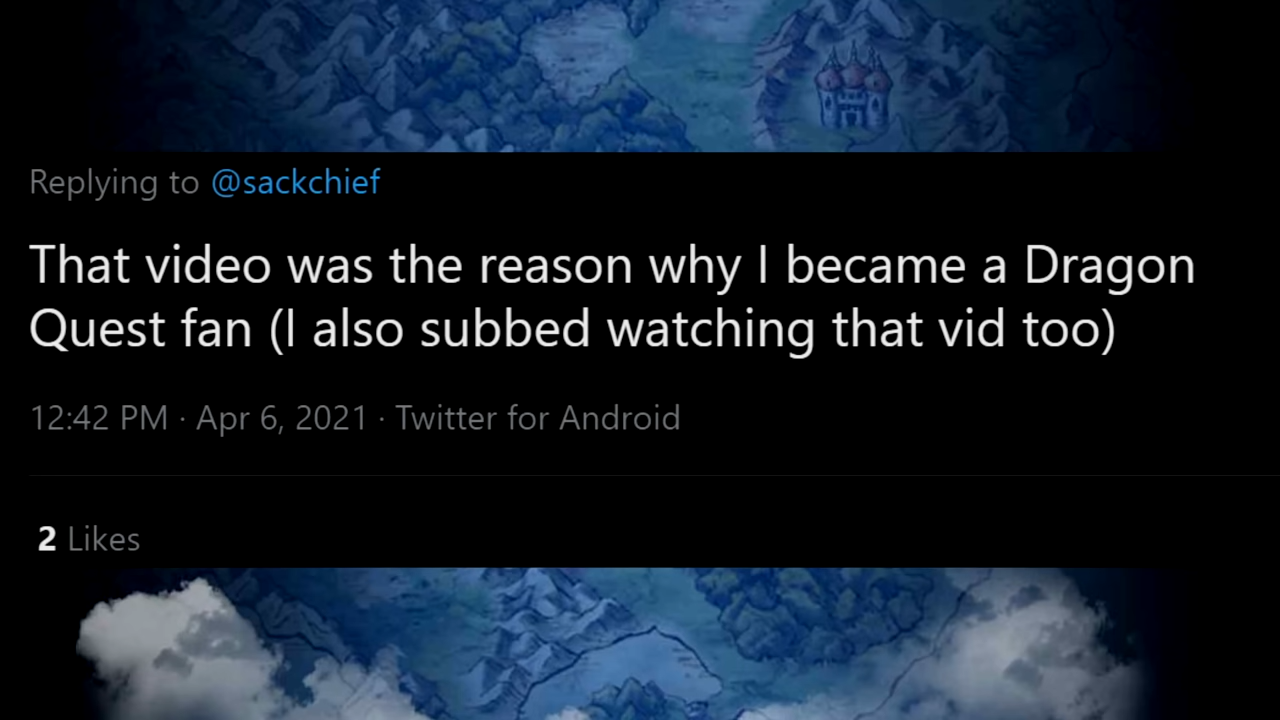 Replying to @sackchief
That video was the reason why I became a Dragon
Quest fan (I also subbed watching that vid too)
12:42 PM · Apr 6, 2021 · Twitter for Android
2 Likes